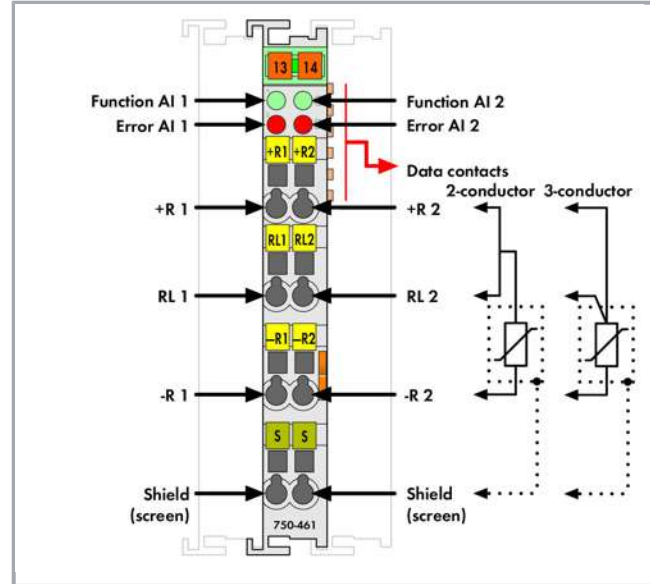 13 14
Function AI 1
Function AI 2
Error AI 1
Error AI 2
+R1 +R2
Data contacts
2-conductor 3-conductor
+R 1
+R 2
RL1 RL2
RL 1
RL 2
–R1 –R2
-R 1
-R 2
S S
Shield
(screen)
Shield
(screen)
750-461